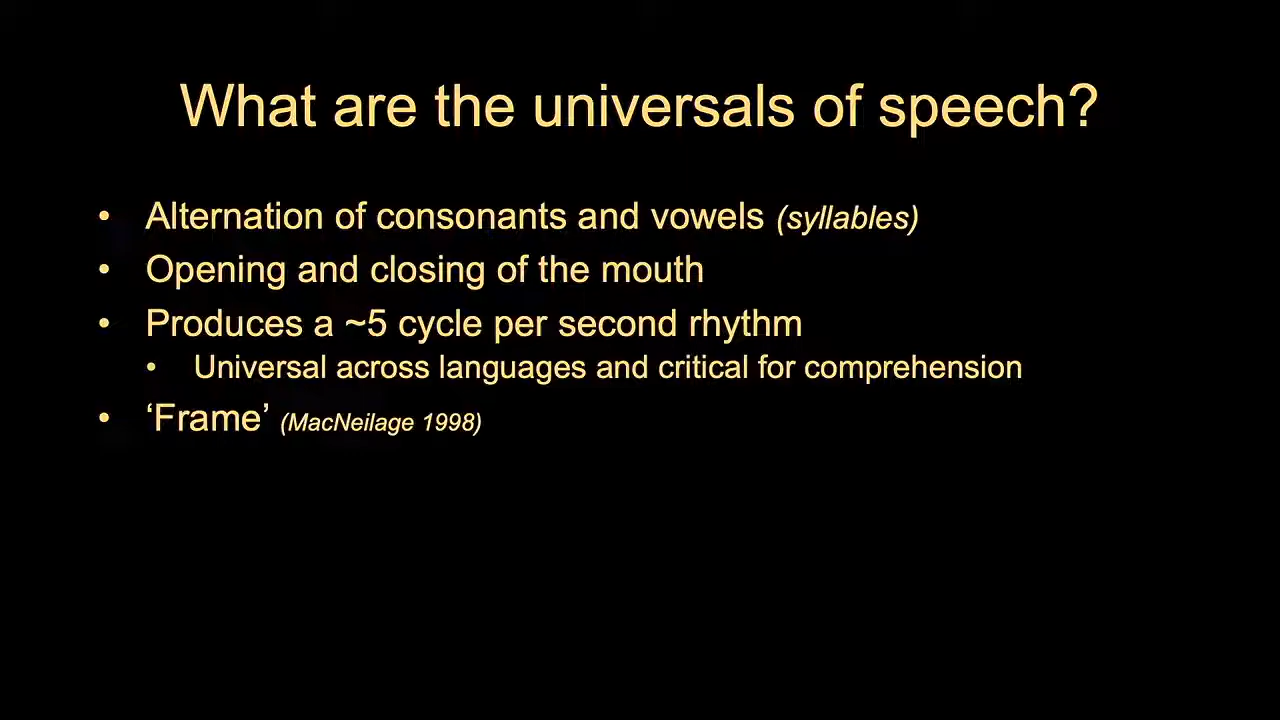 What are the universals of speech?
• Alternation of consonants and vowels (syllables)
• Opening and closing of the mouth
• Produces a ~5 cycle per second rhythm
• Universal across languages and critical for comprehension
• ‘Frame’ (MacNeilage 1998)